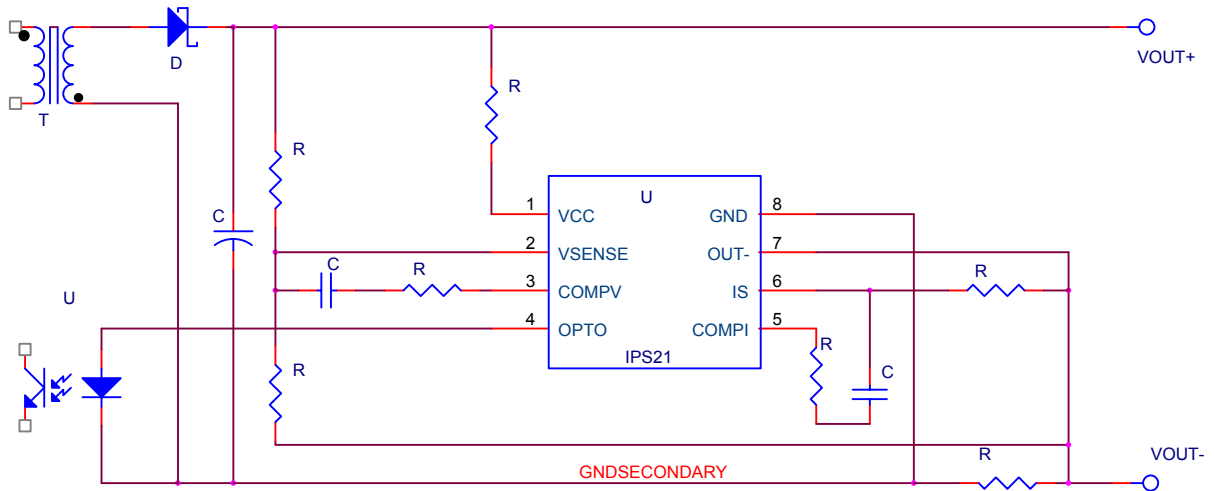 D
VOUT+
T
R
R
U
1
VCC
GND
8
C
2
VSENSE
OUT-
7
C
R
3
COMPV
IS
6
R
U
4
OPTO
COMPI
5
R
IPS21
R
C
R
VOUT-
GNDSECONDARY